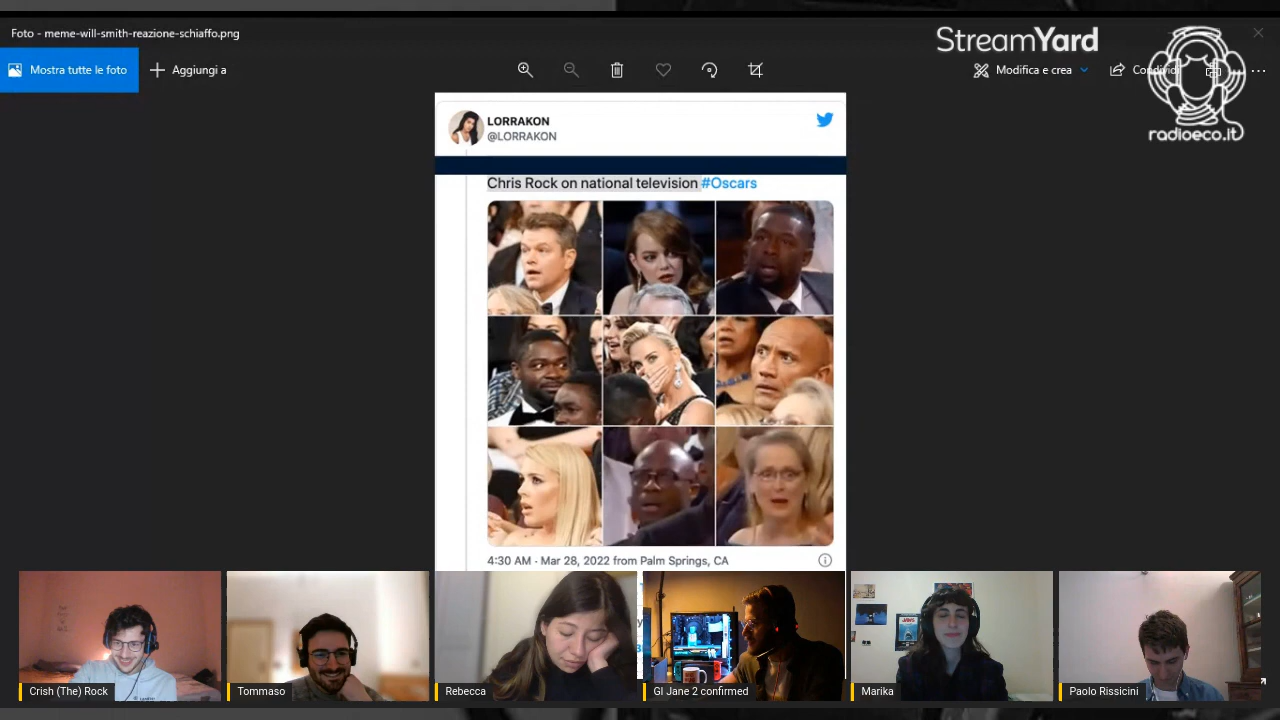 Foto - meme-will-smith-reazione-schiaffo.png
StreamYard
Mostra tutte le foto
Aggiungi a
Modifica e crea
Condividi
radioeco.it
LORRAKON
@LORRAKON
Chris Rock on national television #Oscars
4:30 AM · Mar 28, 2022 from Palm Springs, CA
JAWS
Crish (The) Rock
Tommaso
Rebecca
GI Jane 2 confirmed
Marika
Paolo Rissicini